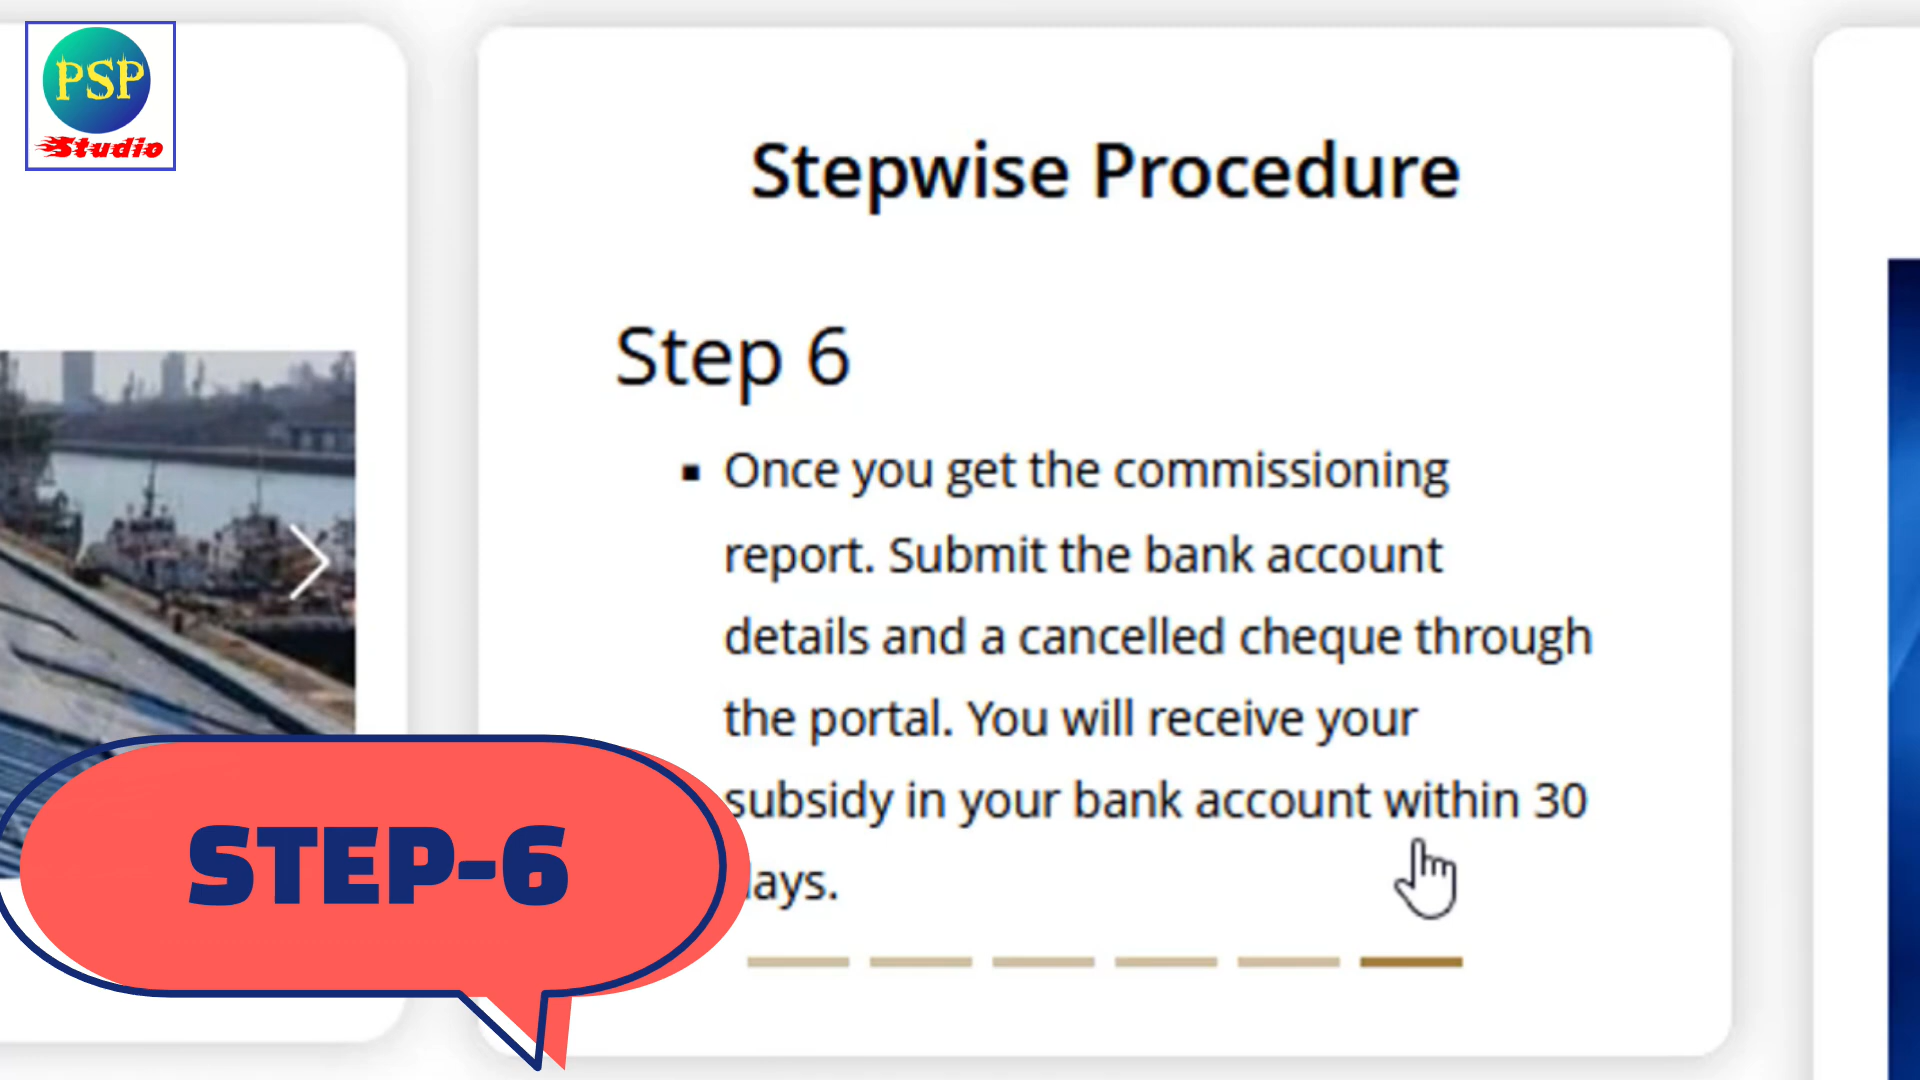 PSP
Studio
Stepwise Procedure
Step 6
▪ Once you get the commissioning
report. Submit the bank account
details and a cancelled cheque through
the portal. You will receive your
subsidy in your bank account within 30
days.
STEP-6